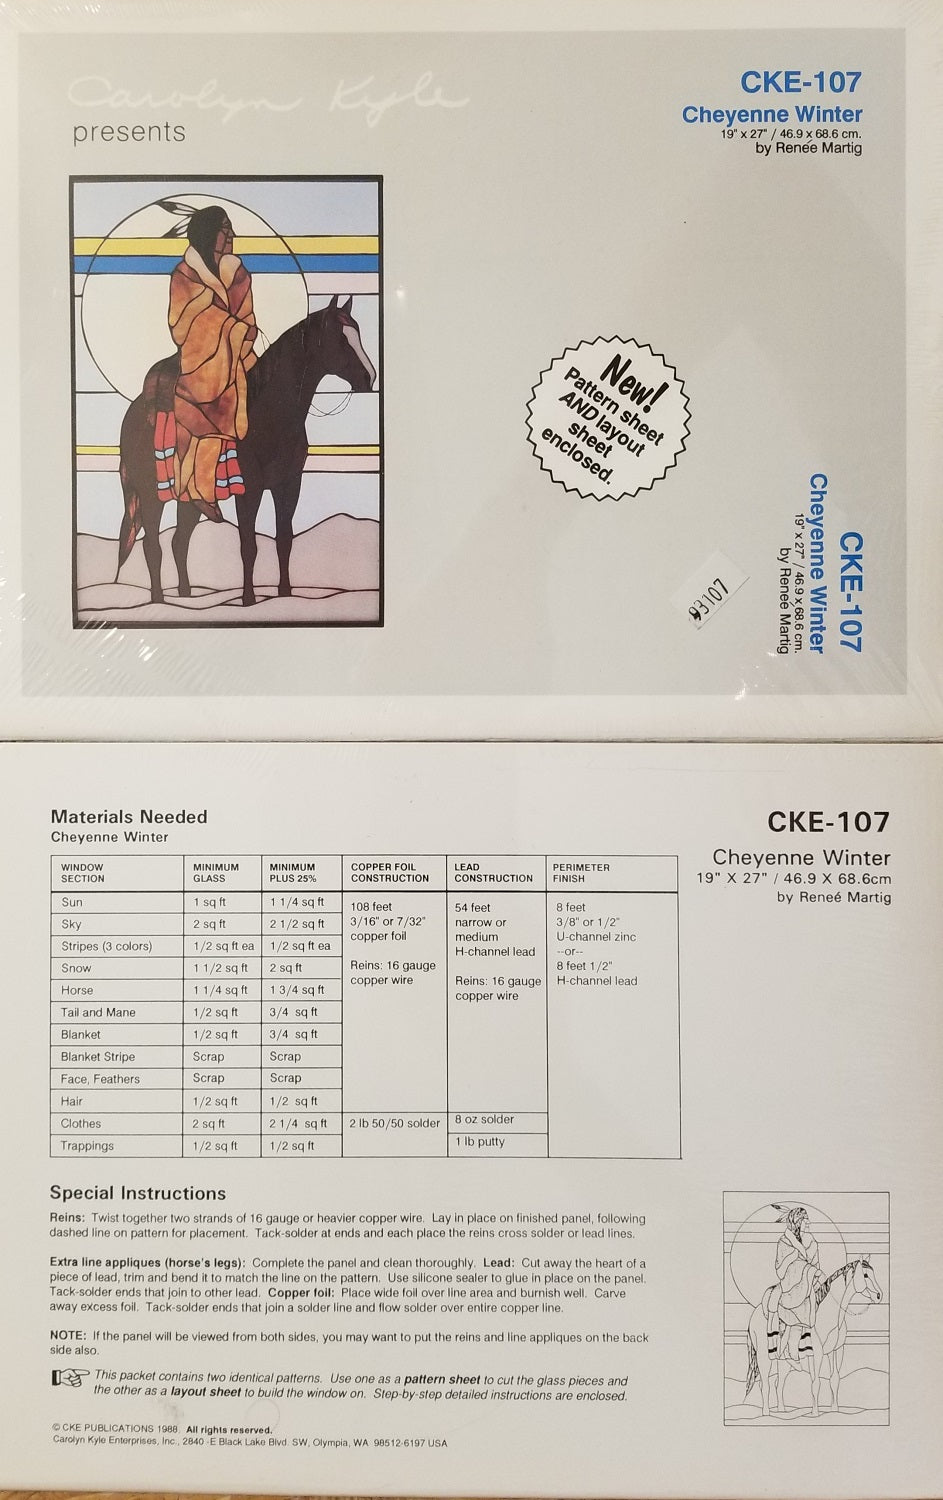 Carolyn Kyle
presents
CKE-107
Cheyenne Winter
19" x 27" / 46.9 x 68.6 cm.
by Renée Martig
New!
Pattern sheet
AND layout
sheet
enclosed.
93107
CKE-107
Cheyenne Winter
19" x 27" / 46.9 x 68.6 cm.
by Renée Martig
Materials Needed
Cheyenne Winter
CKE-107
Cheyenne Winter
19" X 27" / 46.9 X 68.6cm
by Reneé Martig
WINDOW SECTION | MINIMUM GLASS | MINIMUM PLUS 25% | COPPER FOIL CONSTRUCTION | LEAD CONSTRUCTION | PERIMETER FINISH
Sun 1 sq ft 1 1/4 sq ft
Sky 2 sq ft 2 1/2 sq ft
Stripes (3 colors) 1/2 sq ft ea 1/2 sq ft ea
Snow 1 1/2 sq ft 2 sq ft
Horse 1 1/4 sq ft 1 3/4 sq ft
Tail and Mane 1/2 sq ft 3/4 sq ft
Blanket 1/2 sq ft 3/4 sq ft
Blanket Stripe Scrap Scrap
Face, Feathers Scrap Scrap
Hair 1/2 sq ft 1/2 sq ft
Clothes 2 sq ft 2 1/4 sq ft
Trappings 1/2 sq ft 1/2 sq ft
108 feet
3/16" or 7/32"
copper foil
Reins: 16 gauge
copper wire
2 lb 50/50 solder
54 feet
narrow or
medium
H-channel lead
Reins: 16 gauge
copper wire
8 oz solder
1 lb putty
8 feet
3/8" or 1/2"
U-channel zinc
--or--
8 feet 1/2"
H-channel lead
Special Instructions
Reins: Twist together two strands of 16 gauge or heavier copper wire. Lay in place on finished panel, following
dashed line on pattern for placement. Tack-solder at ends and each place the reins cross solder or lead lines.
Extra line appliques (horse's legs): Complete the panel and clean thoroughly. Lead: Cut away the heart of a
piece of lead, trim and bend it to match the line on the pattern. Use silicone sealer to glue in place on the panel.
Tack-solder ends that join to other lead. Copper foil: Place wide foil over line area and burnish well. Carve
away excess foil. Tack-solder ends that join a solder line and flow solder over entire copper line.
NOTE: If the panel will be viewed from both sides, you may want to put the reins and line appliques on the back
side also.
This packet contains two identical patterns. Use one as a pattern sheet to cut the glass pieces and
the other as a layout sheet to build the window on. Step-by-step detailed instructions are enclosed.
© CKE PUBLICATIONS 1988. All rights reserved.
Carolyn Kyle Enterprises, Inc., 2840 -E Black Lake Blvd. SW, Olympia, WA 98512-6197 USA